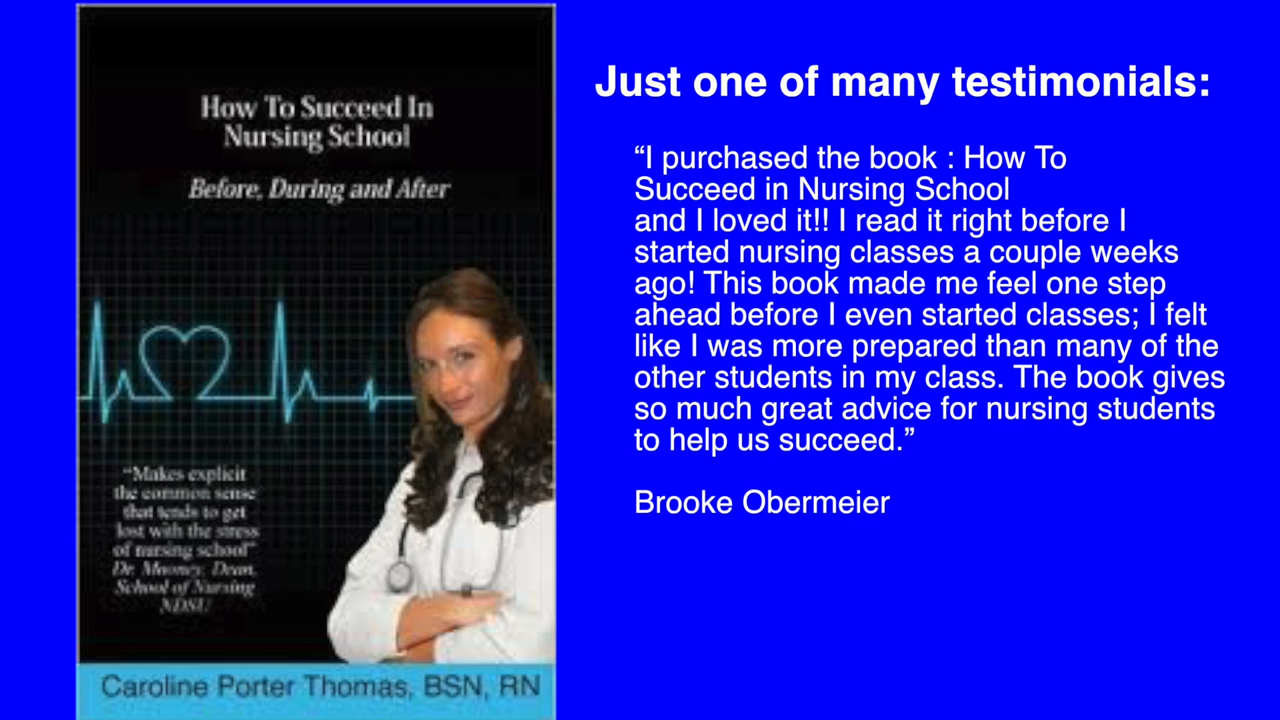 How To Succeed In
Nursing School
Before, During and After
"Makes explicit
the common sense
that tends to get
lost with the stress
of nursing school"
Dr. Mooney, Dean,
School of Nursing
NDSU
Caroline Porter Thomas, BSN, RN
Just one of many testimonials:
“I purchased the book : How To
Succeed in Nursing School
and I loved it!! I read it right before I
started nursing classes a couple weeks
ago! This book made me feel one step
ahead before I even started classes; I felt
like I was more prepared than many of the
other students in my class. The book gives
so much great advice for nursing students
to help us succeed.”
Brooke Obermeier